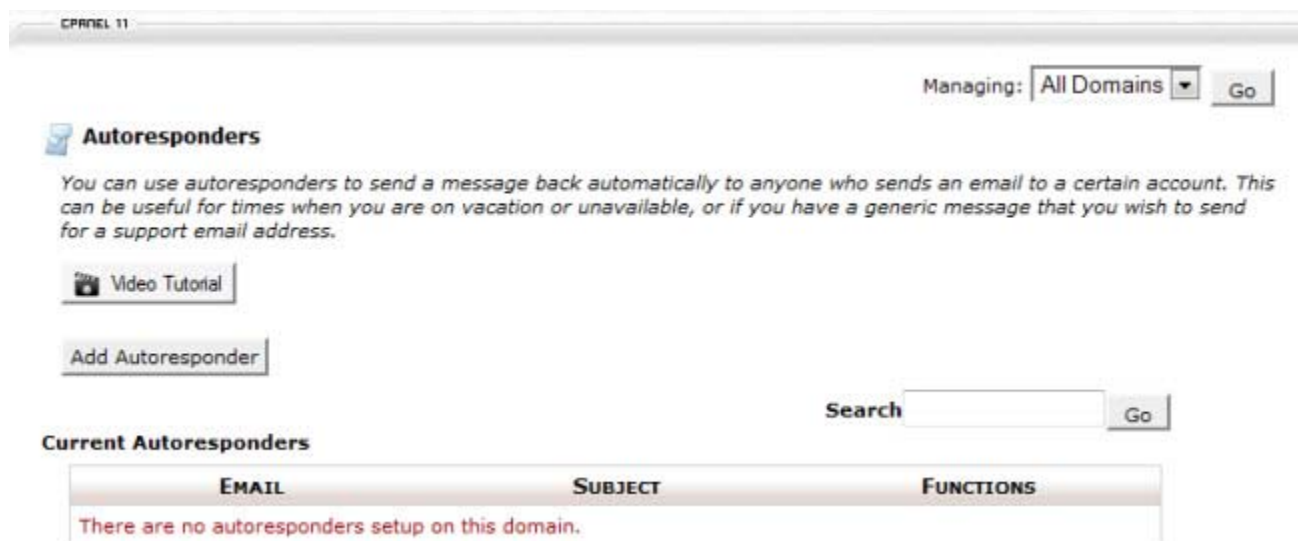 CPANEL 11
Managing: All Domains Go
Autoresponders
You can use autoresponders to send a message back automatically to anyone who sends an email to a certain account. This
can be useful for times when you are on vacation or unavailable, or if you have a generic message that you wish to send
for a support email address.
Video Tutorial
Add Autoresponder
Search Go
Current Autoresponders
EMAIL SUBJECT FUNCTIONS
There are no autoresponders setup on this domain.